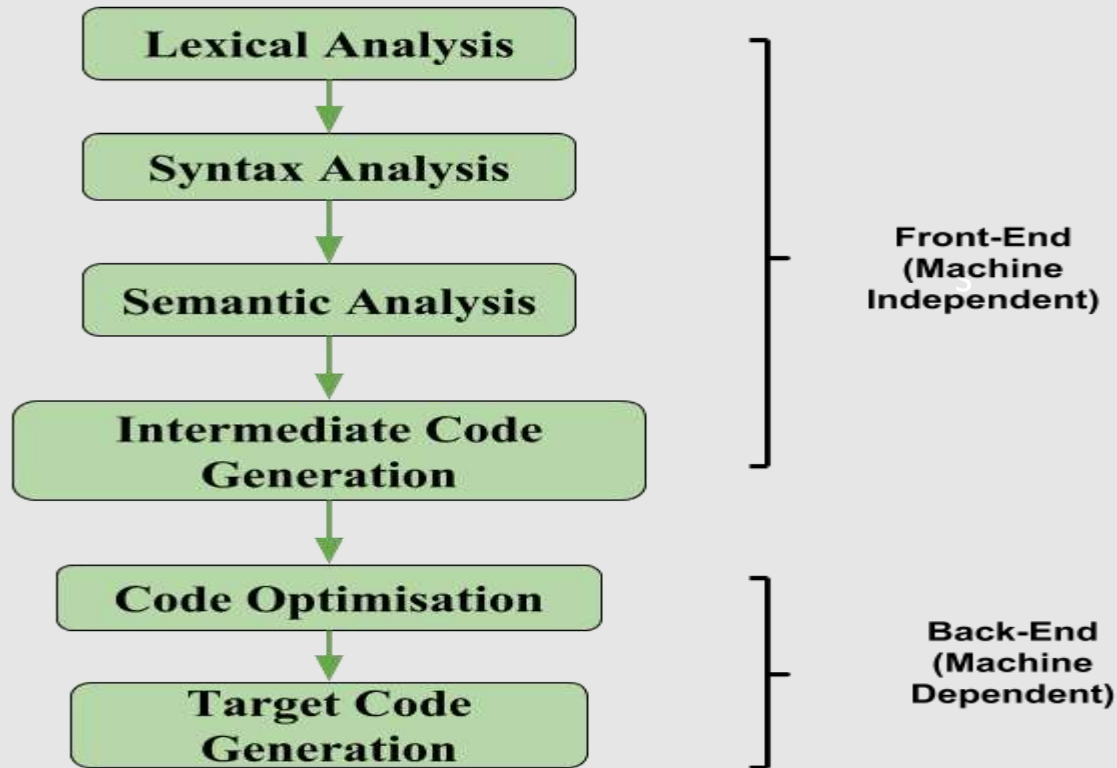 Lexical Analysis
Syntax Analysis
Semantic Analysis
Intermediate Code
Generation
Code Optimisation
Target Code
Generation
Front-End
(Machine
s
Independent)
Back-End
(Machine
Dependent)